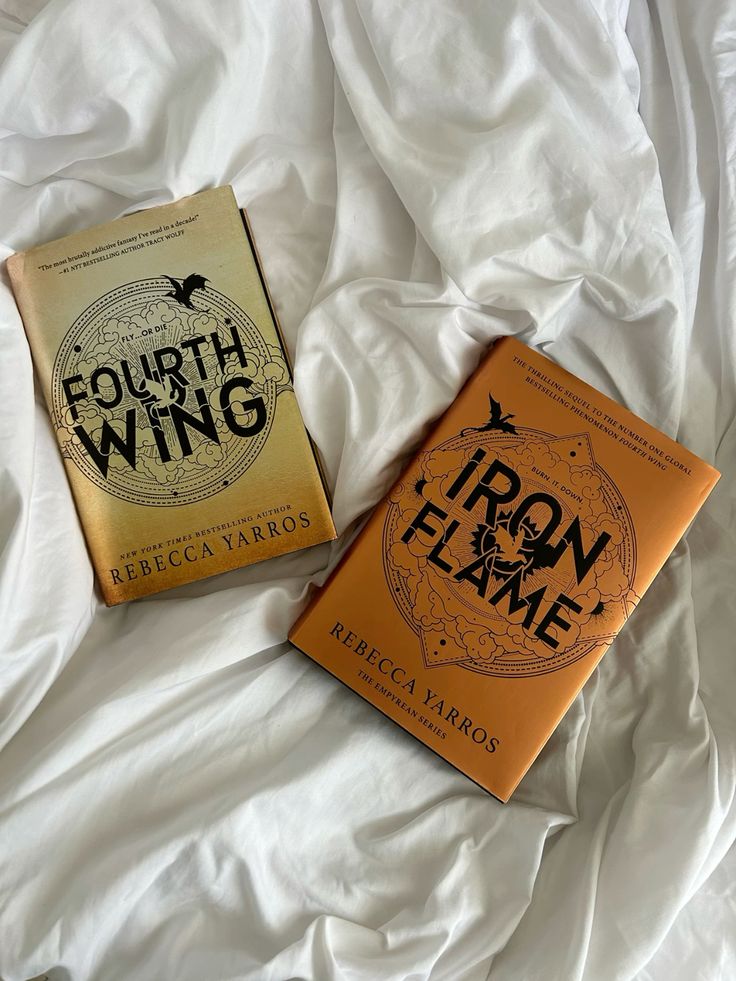 "The most brutally addictive fantasy I've read in a decade!"
—#1 NYT BESTSELLING AUTHOR TRACY WOLFF
FLY...OR DIE
FOURTH
WING
NEW YORK TIMES BESTSELLING AUTHOR
REBECCA YARROS
THE THRILLING SEQUEL TO THE NUMBER ONE GLOBAL
BESTSELLING PHENOMENON FOURTH WING
BURN. IT. DOWN.
IRON
FLAME
REBECCA YARROS
THE EMPYREAN SERIES